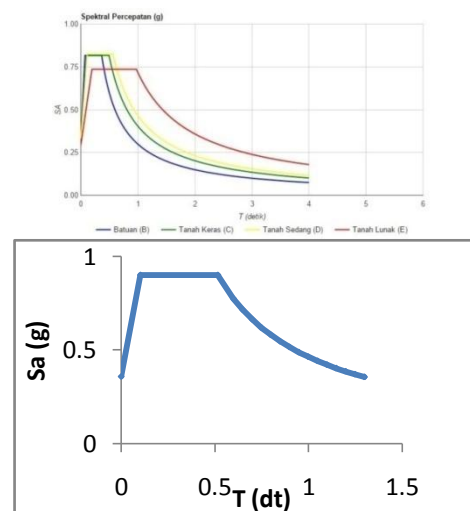 Spektral Percepatan (g)
1.00
0.75
0.50
0.25
0.00
SA
0 1 2 3 4 5 6
T (detik)
Batuan (B) Tanah Keras (C) Tanah Sedang (D) Tanah Lunak (E)
1
0.5
0
Sa (g)
0 0.5 1 1.5
T (dt)